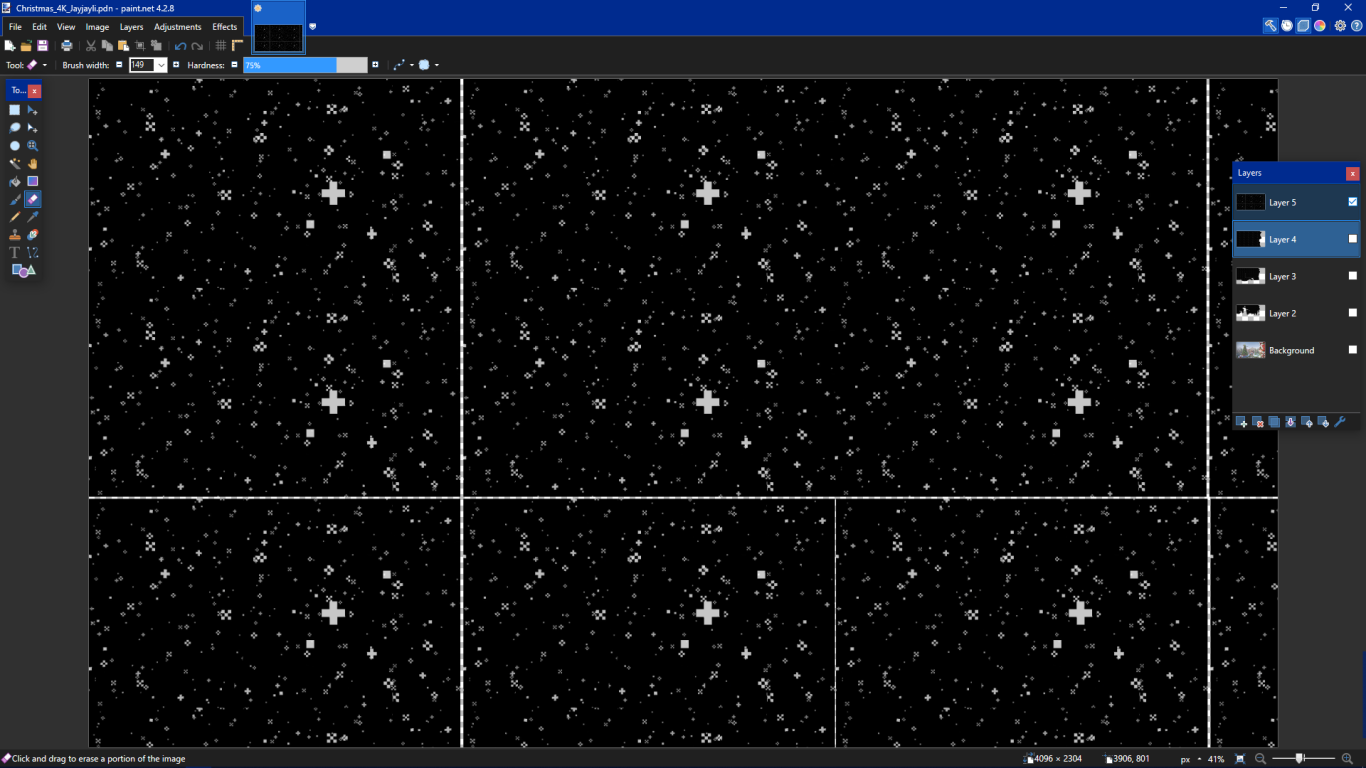 Christmas_4K_Jayjayli.pdn - paint.net 4.2.8
File Edit View Image Layers Adjustments Effects
Tool: Brush width: 149 Hardness: 75%
To...
Layers
Layer 5
Layer 4
Layer 3
Layer 2
Background
Click and drag to erase a portion of the image
4096 × 2304
3906, 801
px
41%